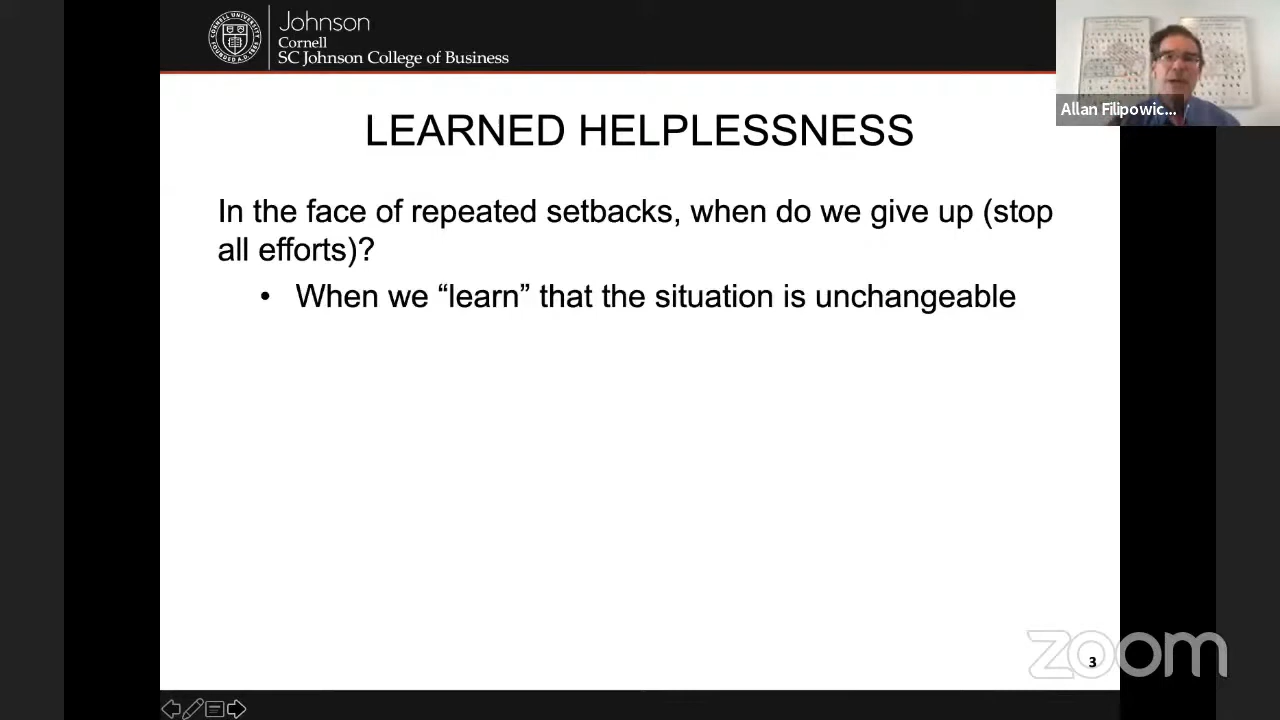 Johnson
Cornell
SC Johnson College of Business
Allan Filipowic...
LEARNED HELPLESSNESS
In the face of repeated setbacks, when do we give up (stop
all efforts)?
• When we “learn” that the situation is unchangeable
3
zoom